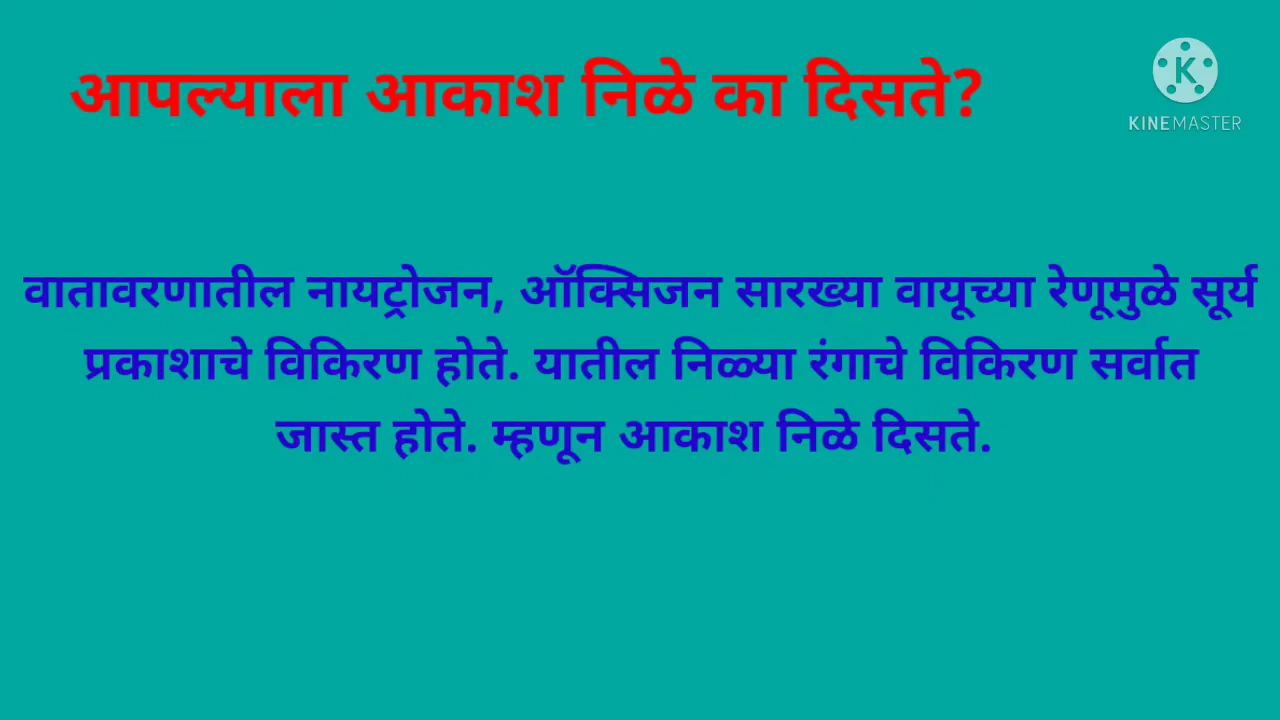 आपल्याला आकाश निळे का दिसते?
KINEMASTER
वातावरणातील नायट्रोजन, ऑक्सिजन सारख्या वायूच्या रेणूमुळे सूर्य
प्रकाशाचे विकिरण होते. यातील निळ्या रंगाचे विकिरण सर्वात
जास्त होते. म्हणून आकाश निळे दिसते.